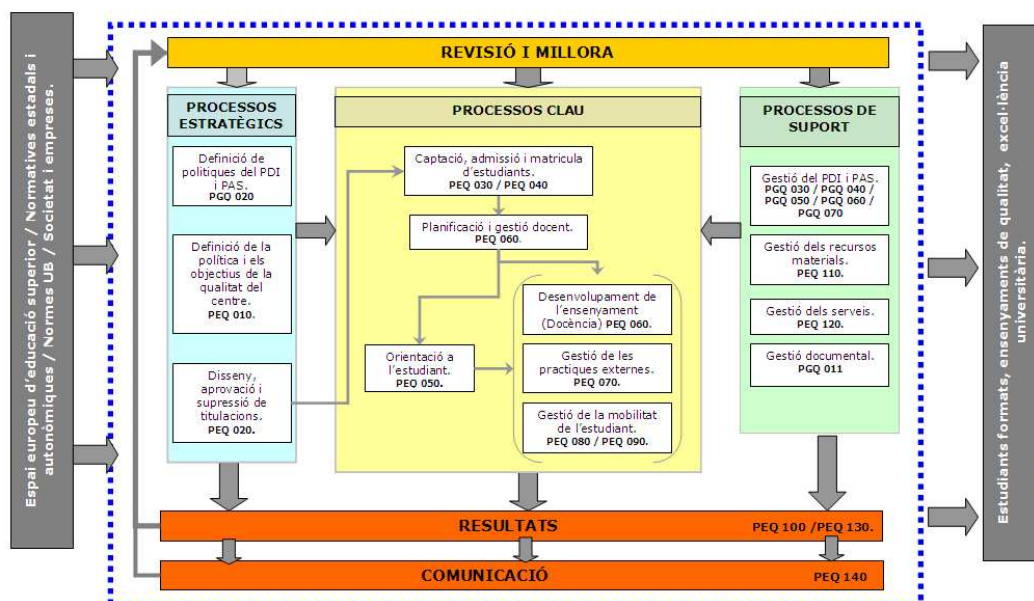 Espai europeu d'educació superior / Normatives estadals i
autonòmiques / Normes UB / Societat i empreses.
REVISIÓ I MILLORA
PROCESSOS
ESTRATÈGICS
Definició de
politiques del PDI
i PAS.
PGQ 020
Definició de la
política i els
objectius de la
qualitat del
centre.
PEQ 010.
Disseny,
aprovació i
supressió de
titulacions.
PEQ 020.
PROCESSOS CLAU
Captació, admissió i matricula
d'estudiants.
PEQ 030 / PEQ 040
Planificació i gestió docent.
PEQ 060.
Desenvolupament de
l'ensenyament
(Docència) PEQ 060.
Orientació a
l'estudiant.
PEQ 050.
Gestió de les
practiques externes.
PEQ 070.
Gestió de la mobilitat
de l'estudiant.
PEQ 080 / PEQ 090.
PROCESSOS DE
SUPORT
Gestió del PDI i PAS.
PGQ 030 / PGQ 040 /
PGQ 050 / PGQ 060 /
PGQ 070
Gestió dels recursos
materials.
PEQ 110.
Gestió dels serveis.
PEQ 120.
Gestió documental.
PGQ 011
RESULTATS PEQ 100 /PEQ 130.
COMUNICACIÓ PEQ 140
Estudiants formats, ensenyaments de qualitat, excel·lència
universitària.